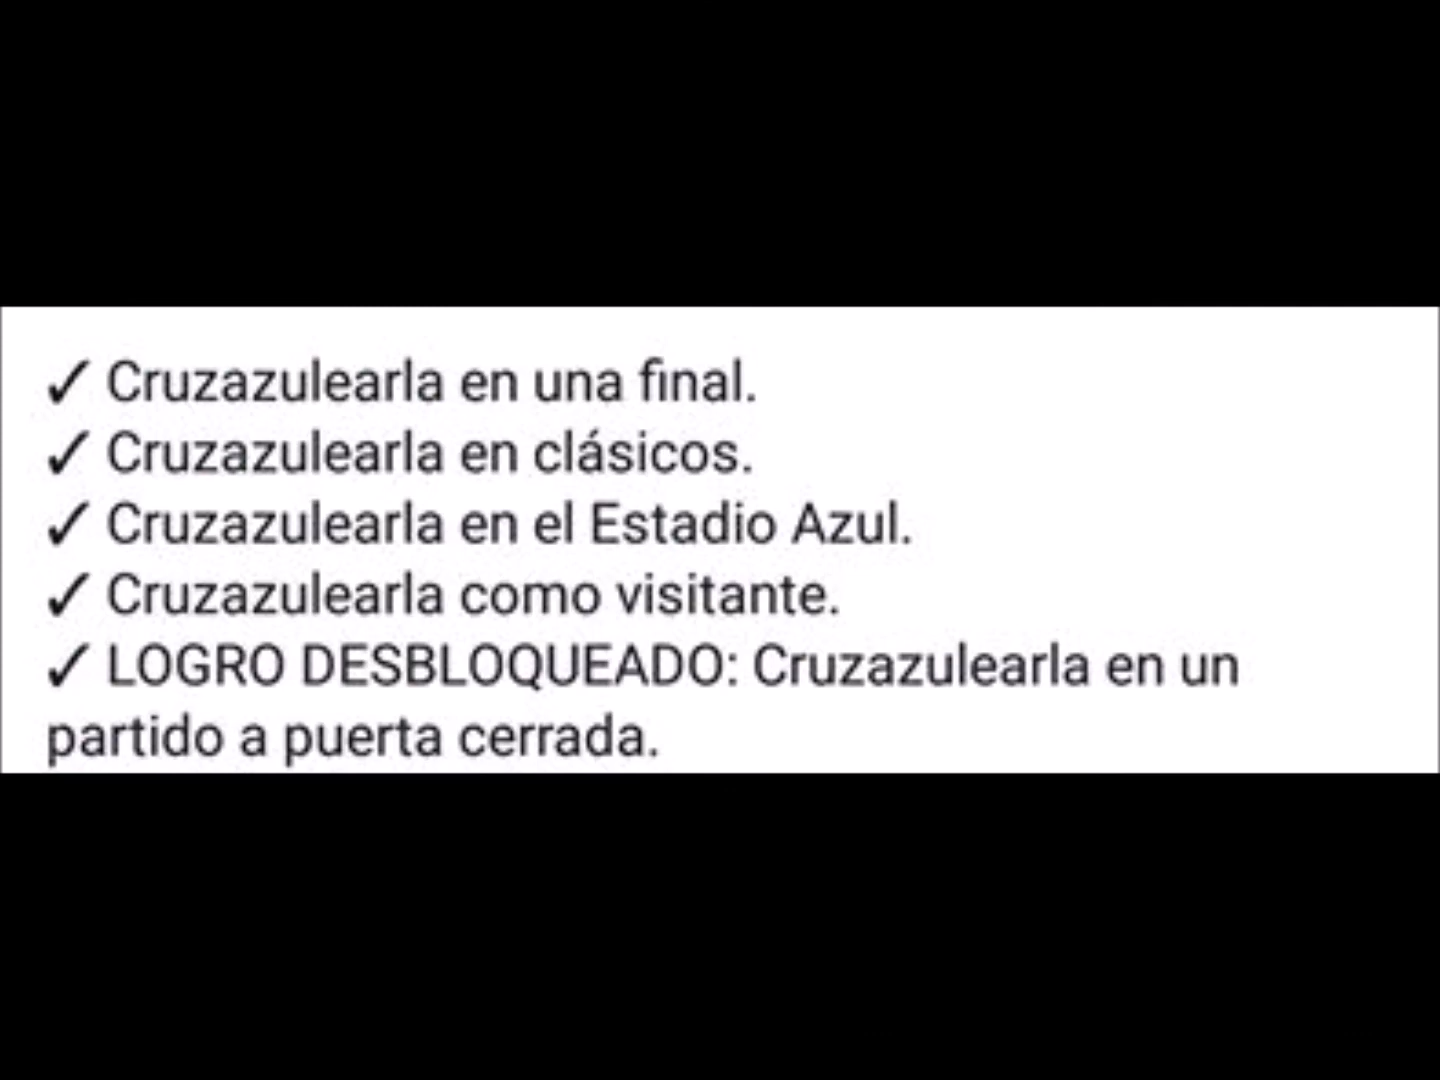 ✓ Cruzazulearla en una final.
✓ Cruzazulearla en clásicos.
✓ Cruzazulearla en el Estadio Azul.
✓ Cruzazulearla como visitante.
✓ LOGRO DESBLOQUEADO: Cruzazulearla en un
partido a puerta cerrada.